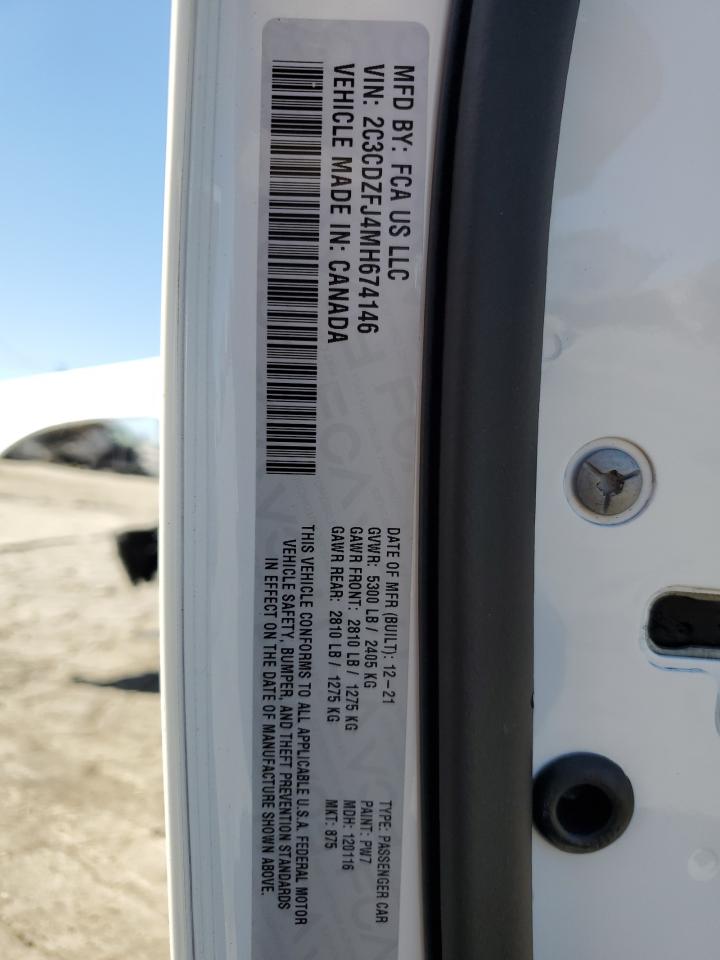 MFD BY: FCA US LLC
VIN: 2C3CDZFJ4MH674146
VEHICLE MADE IN: CANADA
DATE OF MFR (BUILT): 12-21
GVWR: 5300 LB / 2405 KG
GAWR FRONT: 2810 LB / 1275 KG
GAWR REAR: 2810 LB / 1275 KG
TYPE: PASSENGER CAR
PAINT: PW7
MDH: 120116
MKT: 875
THIS VEHICLE CONFORMS TO ALL APPLICABLE U.S.A. FEDERAL MOTOR
VEHICLE SAFETY, BUMPER, AND THEFT PREVENTION STANDARDS
IN EFFECT ON THE DATE OF MANUFACTURE SHOWN ABOVE.